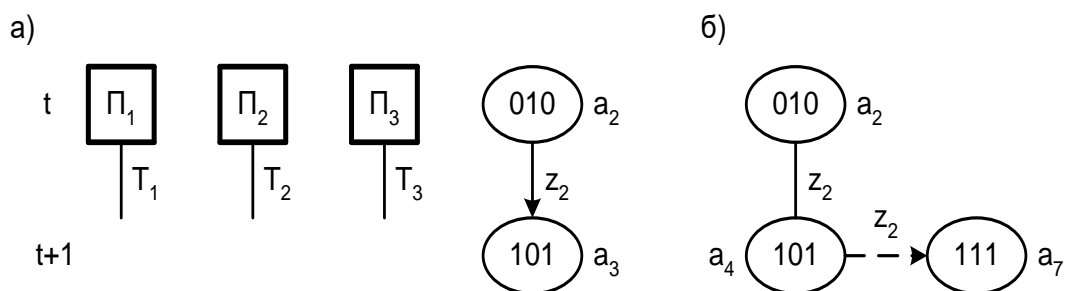 а) б)
t П₁ П₂ П₃ 010 a₂ 010 a₂
T₁ T₂ T₃ z₂ z₂
z₂
t+1 101 a₃ a₄ 101 111 a₇